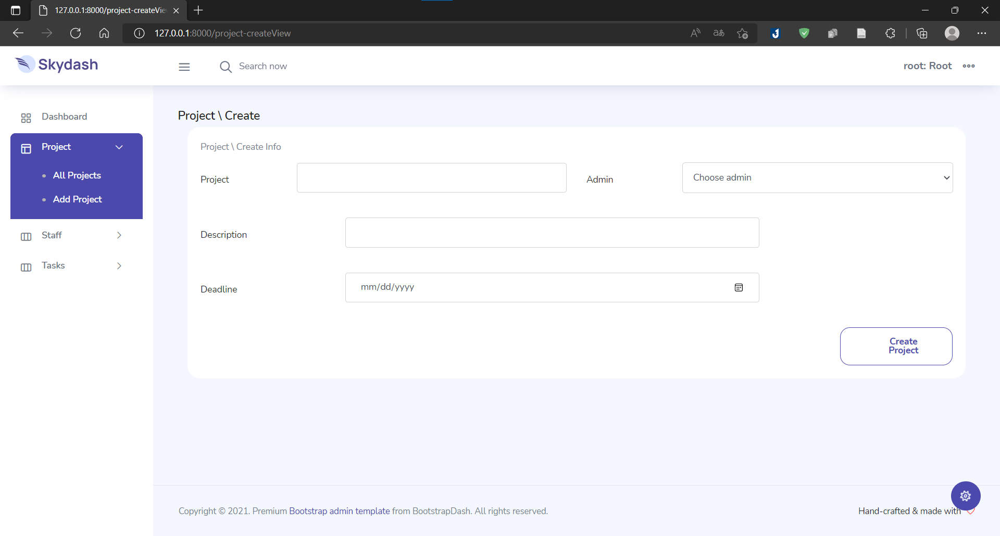 127.0.0.1:8000/project-createVie
127.0.0.1:8000/project-createView
Skydash
Search now
root: Root
Dashboard
Project
All Projects
Add Project
Staff
Tasks
Project \ Create
Project \ Create Info
Project
Admin
Choose admin
Description
Deadline
mm/dd/yyyy
Create
Project
Copyright © 2021. Premium Bootstrap admin template from BootstrapDash. All rights reserved.
Hand-crafted & made with